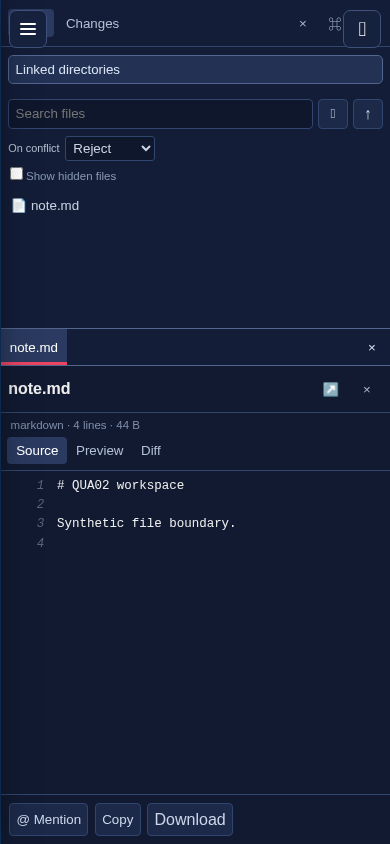 Changes × ⌘
Linked directories
Search files ↑
On conflict Reject
Show hidden files
note.md
note.md ×
note.md ×
markdown · 4 lines · 44 B
Source Preview Diff
1 # QUA02 workspace
2
3 Synthetic file boundary.
4
@ Mention Copy Download